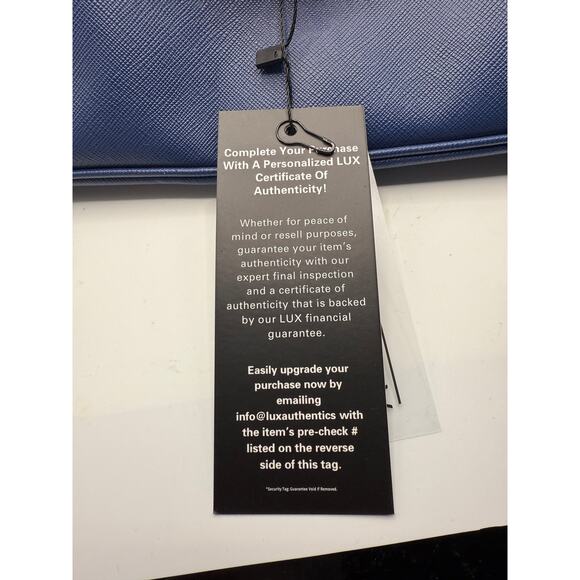 Complete Your Purchase
With A Personalized LUX
Certificate Of
Authenticity!
Whether for peace of
mind or resell purposes,
guarantee your item's
authenticity with our
expert final inspection
and a certificate of
authenticity that is backed
by our LUX financial
guarantee.
Easily upgrade your
purchase now by
emailing
info@luxauthentics with
the item's pre-check #
listed on the reverse
side of this tag.
*Security Tag: Guarantee Void If Removed.